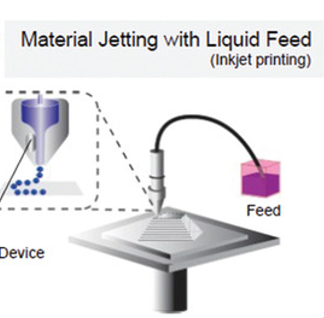 Material Jetting with Liquid Feed
(Inkjet printing)
Feed
Device